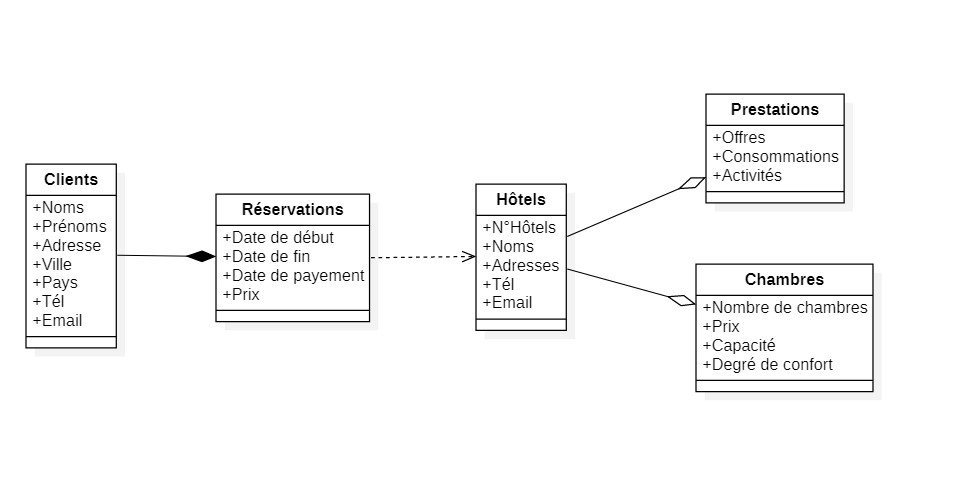 Clients
+Noms
+Prénoms
+Adresse
+Ville
+Pays
+Tél
+Email
Réservations
+Date de début
+Date de fin
+Date de payement
+Prix
Hôtels
+N°Hôtels
+Noms
+Adresses
+Tél
+Email
Prestations
+Offres
+Consommations
+Activités
Chambres
+Nombre de chambres
+Prix
+Capacité
+Degré de confort